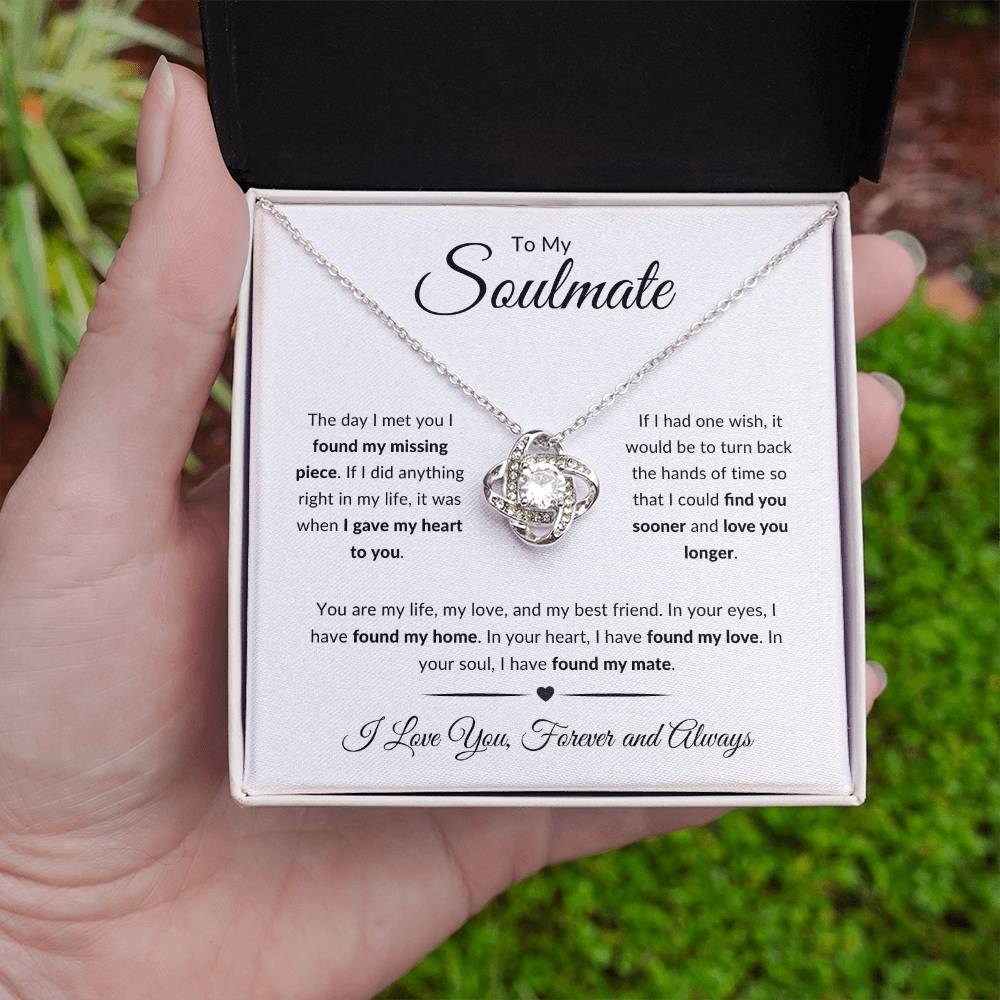 To My
Soulmate
The day I met you I
found my missing
piece. If I did anything
right in my life, it was
when I gave my heart
to you.
If I had one wish, it
would be to turn back
the hands of time so
that I could find you
sooner and love you
longer.
You are my life, my love, and my best friend. In your eyes, I
have found my home. In your heart, I have found my love. In
your soul, I have found my mate.
I Love You, Forever and Always